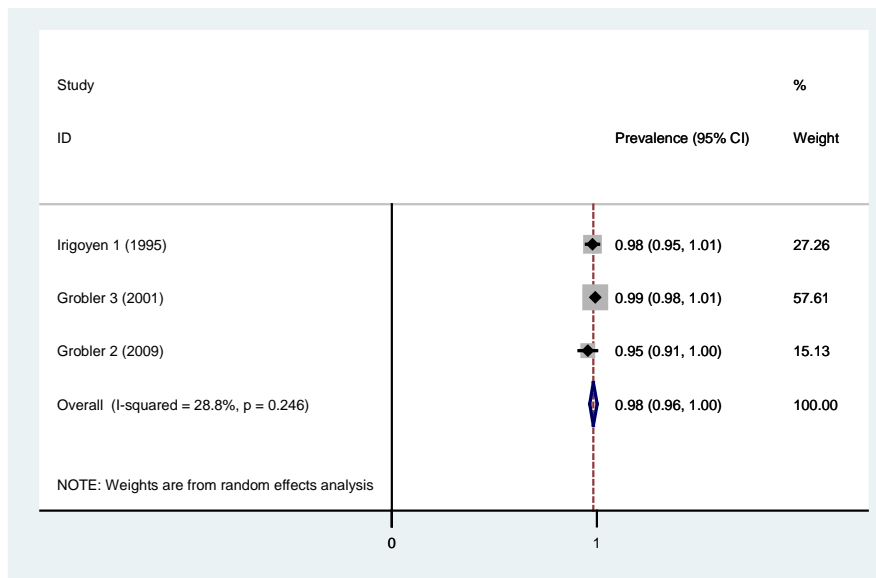 Study %
ID Prevalence (95% CI) Weight
Irigoyen 1 (1995) 0.98 (0.95, 1.01) 27.26
Grobler 3 (2001) 0.99 (0.98, 1.01) 57.61
Grobler 2 (2009) 0.95 (0.91, 1.00) 15.13
Overall (I-squared = 28.8%, p = 0.246) 0.98 (0.96, 1.00) 100.00
NOTE: Weights are from random effects analysis
0 1